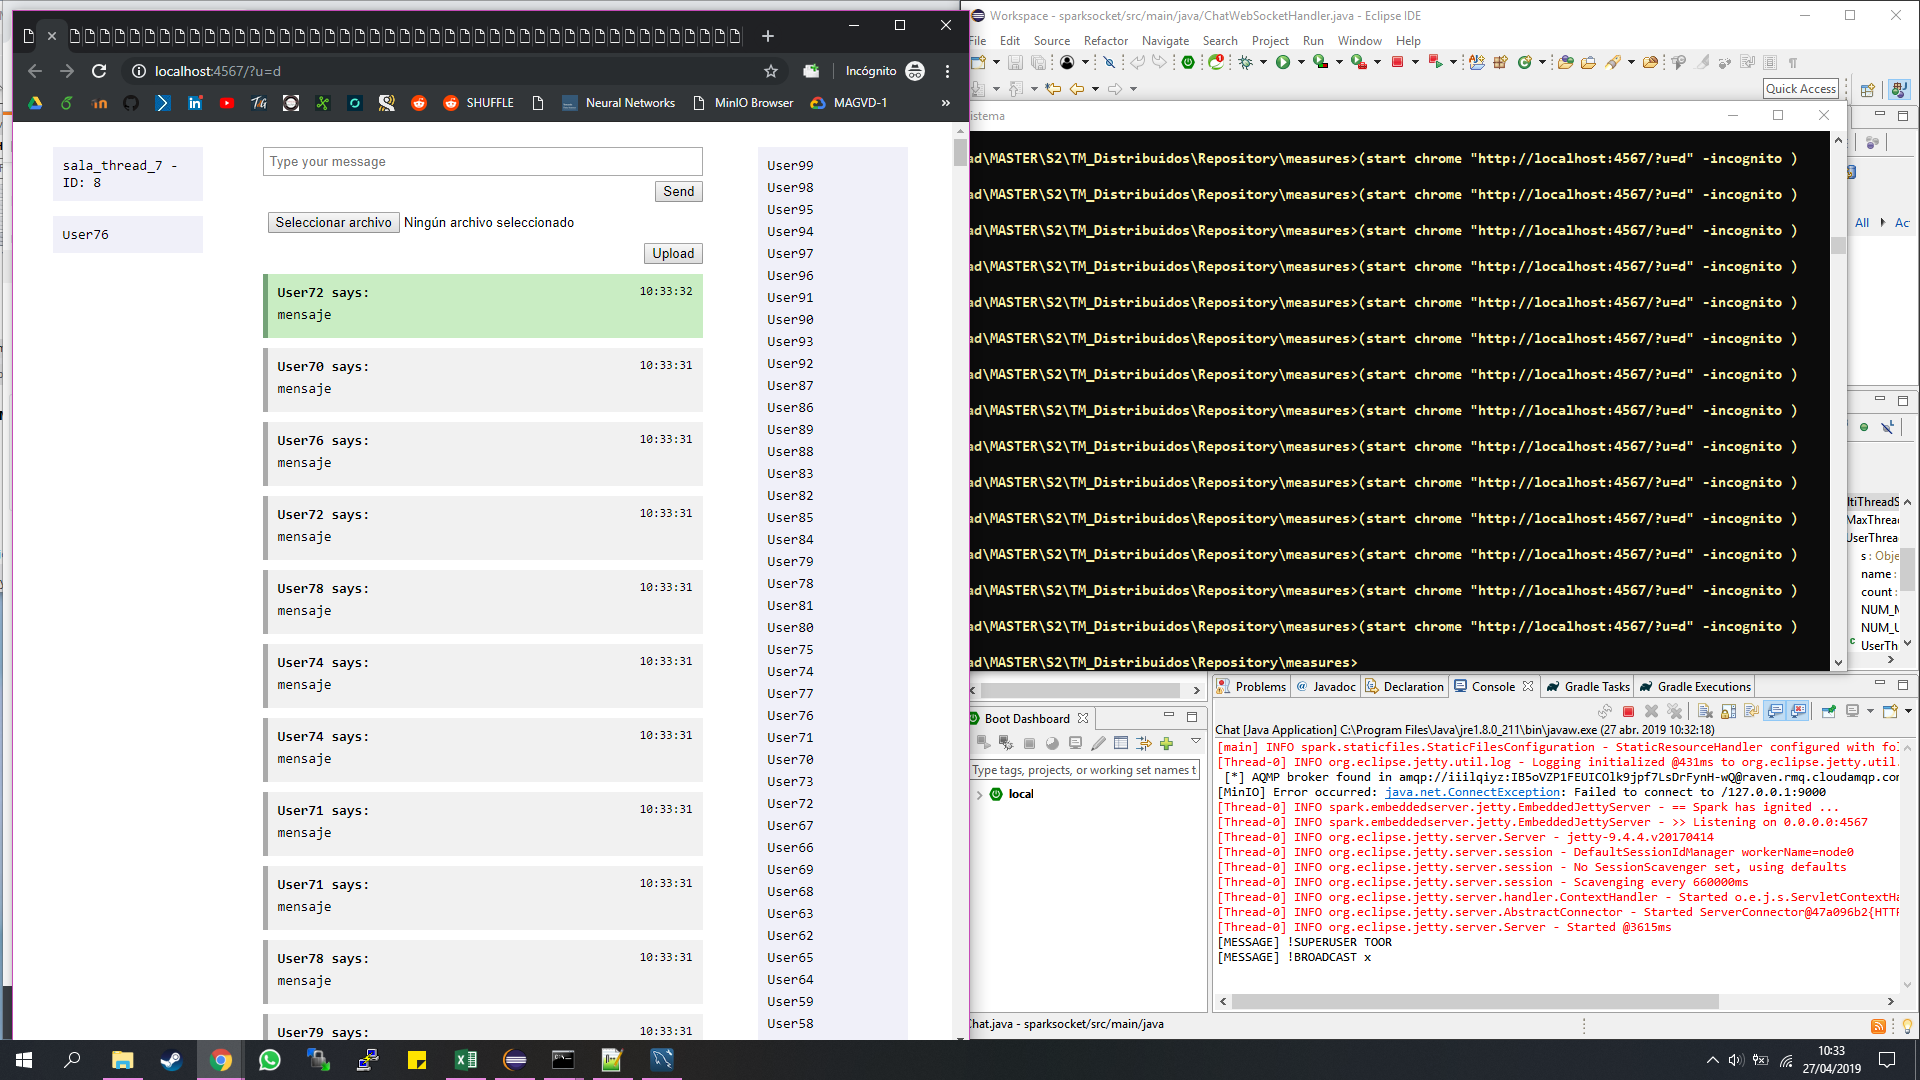 localhost:4567/?u=d
Incógnito
SHUFFLE
Neural Networks
MinIO Browser
MAGVD-1
»
sala_thread_7 -
ID: 8
User76
Type your message
Send
Seleccionar archivo Ningún archivo seleccionado
Upload
User72 says: 10:33:32
mensaje
User70 says: 10:33:31
mensaje
User76 says: 10:33:31
mensaje
User72 says: 10:33:31
mensaje
User78 says: 10:33:31
mensaje
User74 says: 10:33:31
mensaje
User74 says: 10:33:31
mensaje
User71 says: 10:33:31
mensaje
User71 says: 10:33:31
mensaje
User78 says: 10:33:31
mensaje
User79 says: 10:33:31
User99
User98
User95
User94
User97
User96
User91
User90
User93
User92
User87
User86
User89
User88
User83
User82
User85
User84
User79
User78
User81
User80
User75
User74
User77
User76
User71
User70
User73
User72
User67
User66
User69
User68
User63
User62
User65
User64
User59
User58
Workspace - sparksocket/src/main/java/ChatWebSocketHandler.java - Eclipse IDE
File Edit Source Refactor Navigate Search Project Run Window Help
Quick Access
istema
ad\MASTER\S2\TM_Distribuidos\Repository\measures>(start chrome "http://localhost:4567/?u=d" -incognito )
ad\MASTER\S2\TM_Distribuidos\Repository\measures>(start chrome "http://localhost:4567/?u=d" -incognito )
ad\MASTER\S2\TM_Distribuidos\Repository\measures>(start chrome "http://localhost:4567/?u=d" -incognito )
ad\MASTER\S2\TM_Distribuidos\Repository\measures>(start chrome "http://localhost:4567/?u=d" -incognito )
ad\MASTER\S2\TM_Distribuidos\Repository\measures>(start chrome "http://localhost:4567/?u=d" -incognito )
ad\MASTER\S2\TM_Distribuidos\Repository\measures>(start chrome "http://localhost:4567/?u=d" -incognito )
ad\MASTER\S2\TM_Distribuidos\Repository\measures>(start chrome "http://localhost:4567/?u=d" -incognito )
ad\MASTER\S2\TM_Distribuidos\Repository\measures>(start chrome "http://localhost:4567/?u=d" -incognito )
ad\MASTER\S2\TM_Distribuidos\Repository\measures>(start chrome "http://localhost:4567/?u=d" -incognito )
ad\MASTER\S2\TM_Distribuidos\Repository\measures>(start chrome "http://localhost:4567/?u=d" -incognito )
ad\MASTER\S2\TM_Distribuidos\Repository\measures>(start chrome "http://localhost:4567/?u=d" -incognito )
ad\MASTER\S2\TM_Distribuidos\Repository\measures>(start chrome "http://localhost:4567/?u=d" -incognito )
ad\MASTER\S2\TM_Distribuidos\Repository\measures>(start chrome "http://localhost:4567/?u=d" -incognito )
ad\MASTER\S2\TM_Distribuidos\Repository\measures>(start chrome "http://localhost:4567/?u=d" -incognito )
ad\MASTER\S2\TM_Distribuidos\Repository\measures>
All Ac
ltiThreadS
MaxThread
UserThrea
s : Obje
name :
count :
NUM_M
NUM_U
UserTh
Boot Dashboard
Type tags, projects, or working set names t
local
Problems Javadoc Declaration Console Gradle Tasks Gradle Executions
Chat [Java Application] C:\Program Files\Java\jre1.8.0_211\bin\javaw.exe (27 abr. 2019 10:32:18)
[main] INFO spark.staticfiles.StaticFilesConfiguration - StaticResourceHandler configured with fol
[Thread-0] INFO org.eclipse.jetty.util.log - Logging initialized @431ms to org.eclipse.jetty.util.
[*] AQMP broker found in amqp://iiilqiyz:IB5oVZP1FEUICOlk9jpf7LsDrFynH-wQ@raven.rmq.cloudamqp.com
[MinIO] Error occurred: java.net.ConnectException: Failed to connect to /127.0.0.1:9000
[Thread-0] INFO spark.embeddedserver.jetty.EmbeddedJettyServer - == Spark has ignited ...
[Thread-0] INFO spark.embeddedserver.jetty.EmbeddedJettyServer - >> Listening on 0.0.0.0:4567
[Thread-0] INFO org.eclipse.jetty.server.Server - jetty-9.4.4.v20170414
[Thread-0] INFO org.eclipse.jetty.server.session - DefaultSessionIdManager workerName=node0
[Thread-0] INFO org.eclipse.jetty.server.session - No SessionScavenger set, using defaults
[Thread-0] INFO org.eclipse.jetty.server.session - Scavenging every 660000ms
[Thread-0] INFO org.eclipse.jetty.server.handler.ContextHandler - Started o.e.j.s.ServletContextHa
[Thread-0] INFO org.eclipse.jetty.server.AbstractConnector - Started ServerConnector@47a096b2{HTTP
[Thread-0] INFO org.eclipse.jetty.server.Server - Started @3615ms
[MESSAGE] !SUPERUSER TOOR
[MESSAGE] !BROADCAST x
Chat.java - sparksocket/src/main/java
10:33
27/04/2019